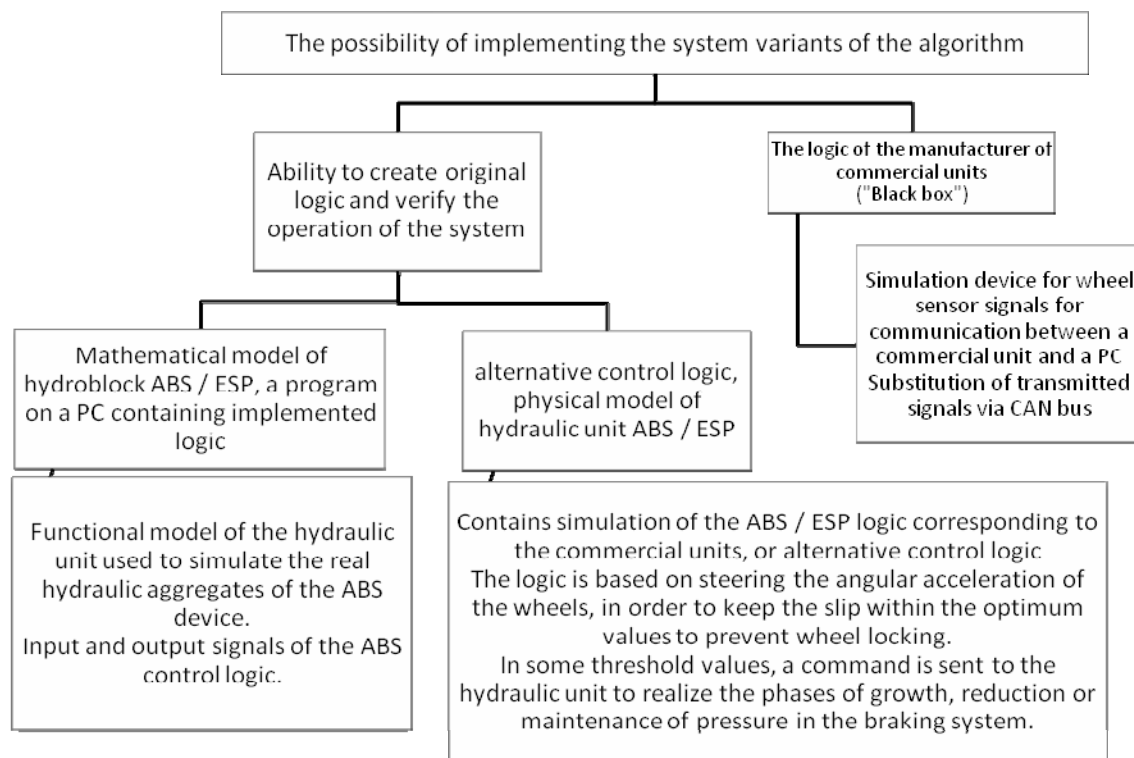 The possibility of implementing the system variants of the algorithm
Ability to create original
logic and verify the
operation of the system
The logic of the manufacturer of
commercial units
("Black box")
Simulation device for wheel
sensor signals for
communication between a
commercial unit and a PC
Substitution of transmitted
signals via CAN bus
Mathematical model of
hydroblock ABS / ESP, a program
on a PC containing implemented
logic
alternative control logic,
physical model of
hydraulic unit ABS / ESP
Functional model of the hydraulic
unit used to simulate the real
hydraulic aggregates of the ABS
device.
Input and output signals of the ABS
control logic.
Contains simulation of the ABS / ESP logic corresponding to
the commercial units, or alternative control logic
The logic is based on steering the angular acceleration of
the wheels, in order to keep the slip within the optimum
values to prevent wheel locking.
In some threshold values, a command is sent to the
hydraulic unit to realize the phases of growth, reduction or
maintenance of pressure in the braking system.